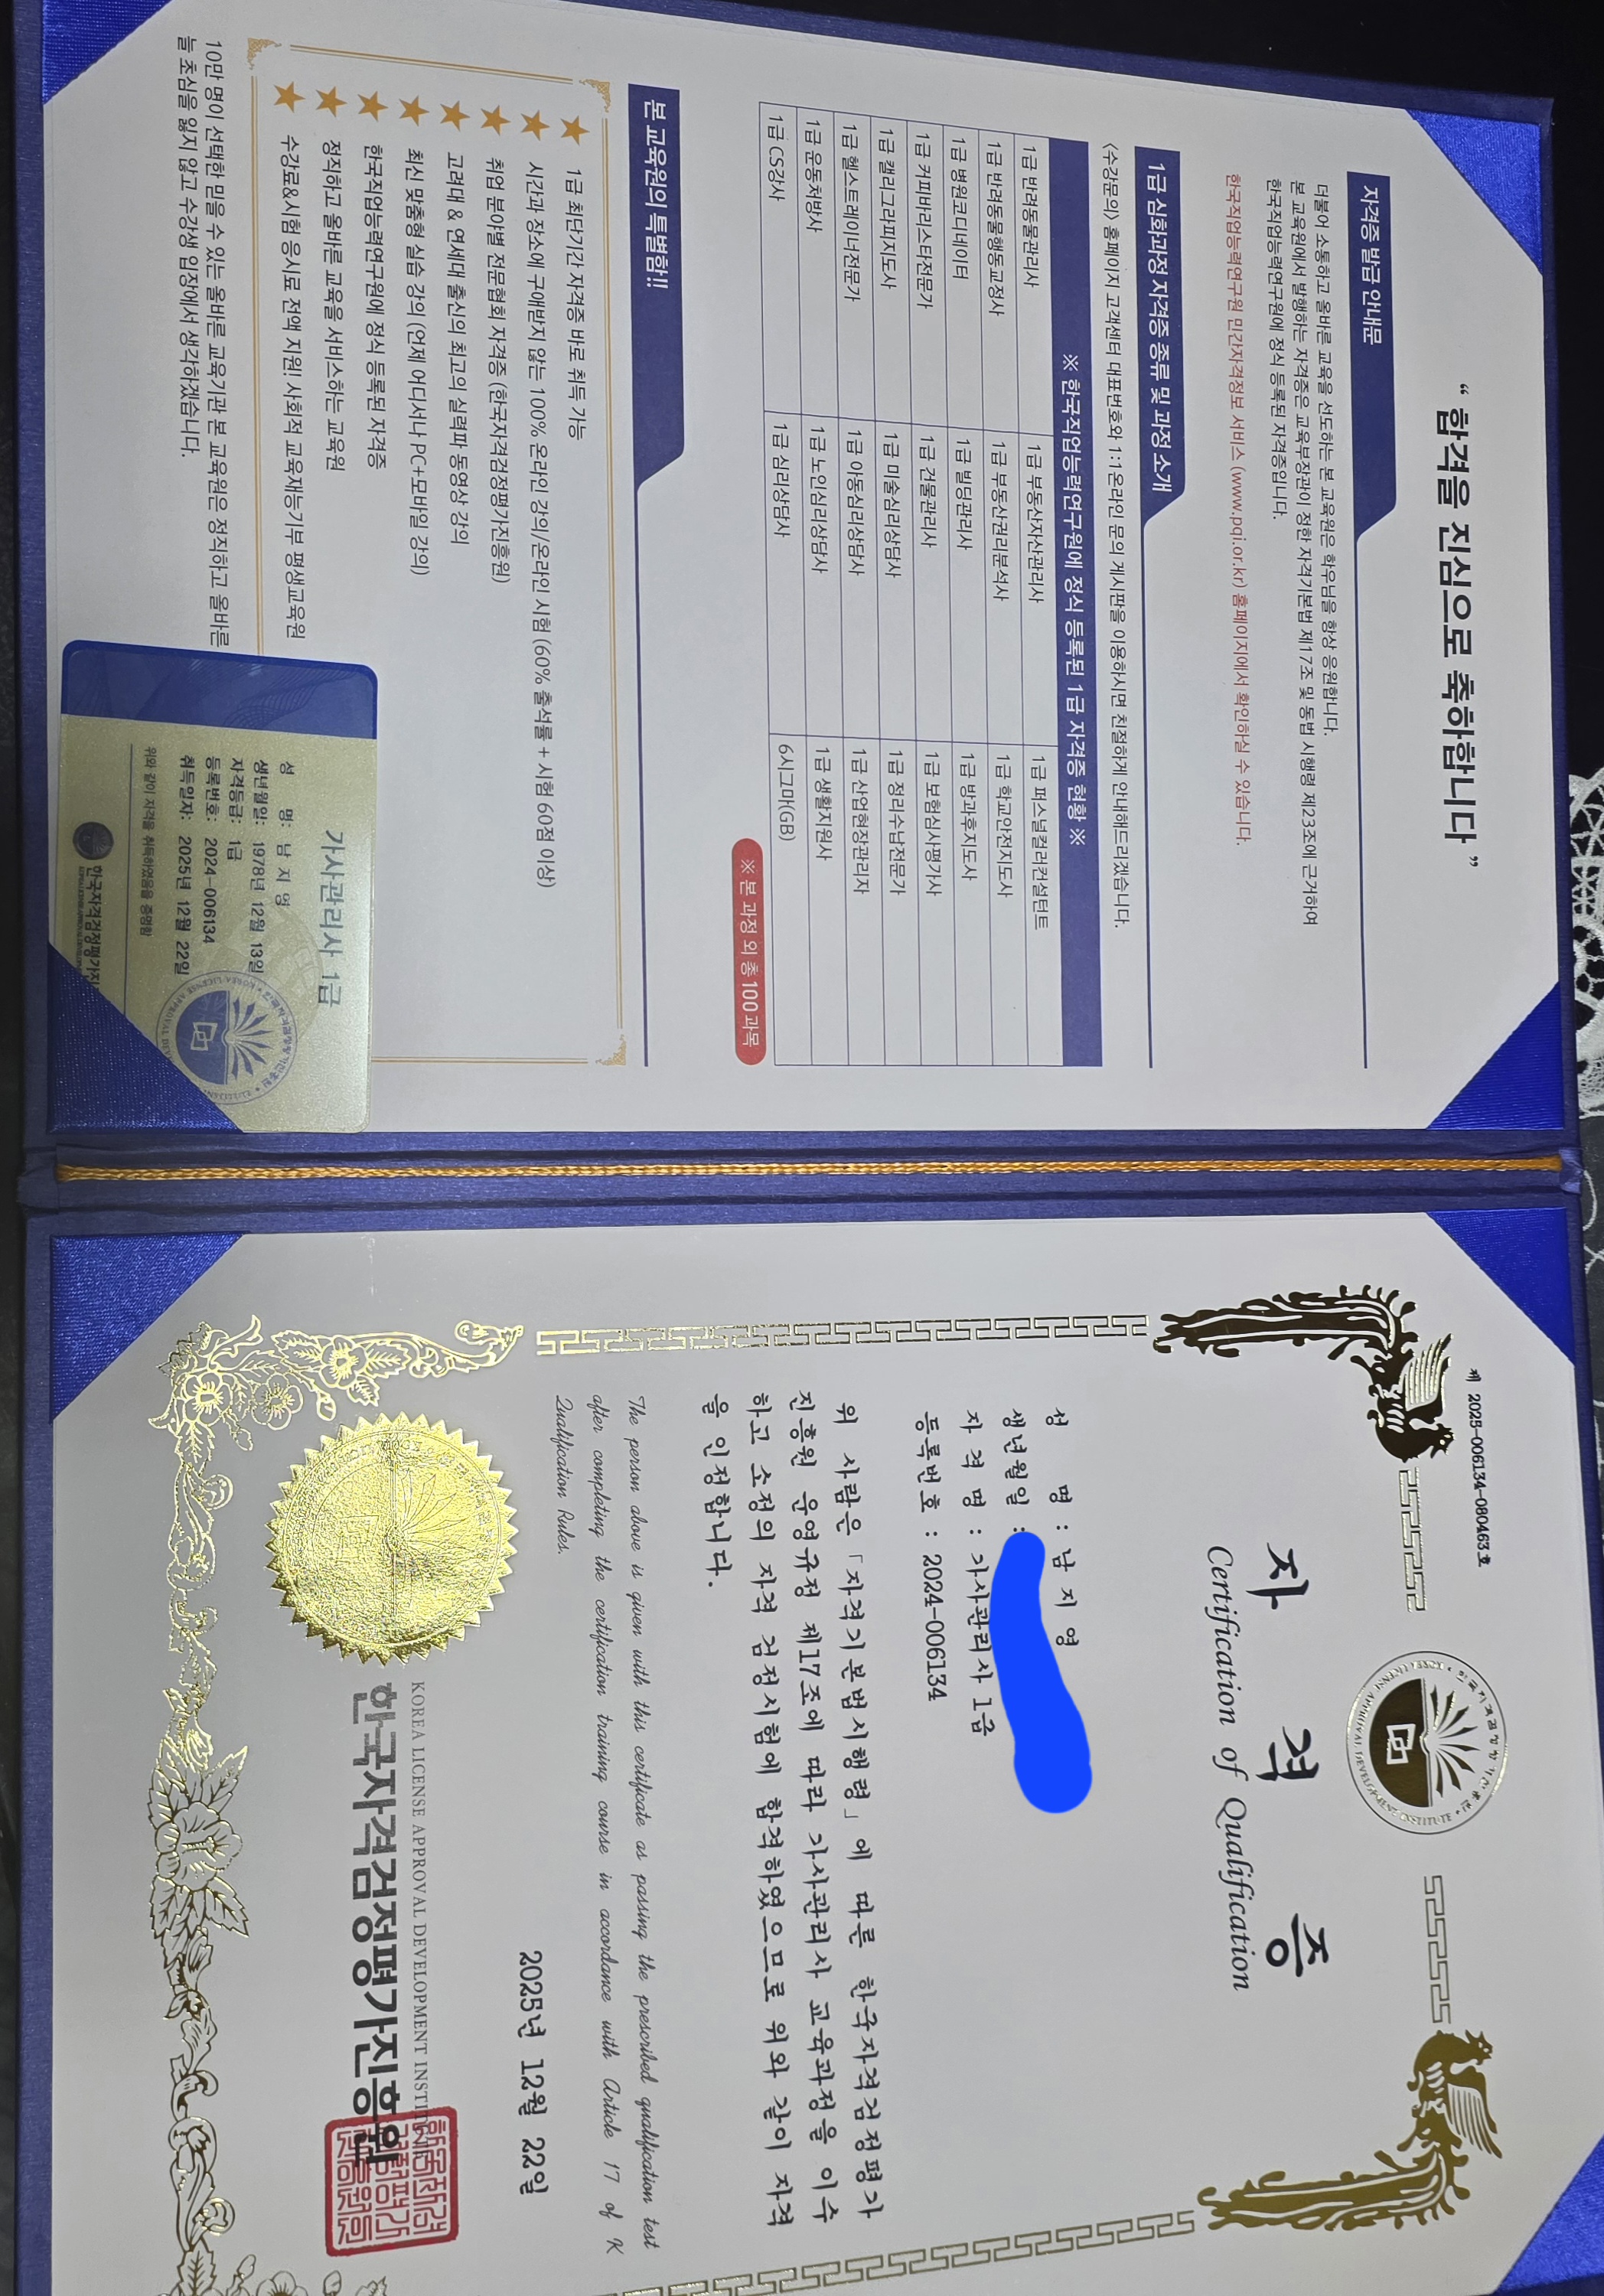 “ 합격을 진심으로 축하합니다 ”
자격증 발급 안내문
더불어 소통하고 올바른 교육을 선도하는 본 교육원은 학우님을 항상 응원합니다.
본 교육원에서 발행하는 자격증은 교육부장관이 정한 자격기본법 제17조 및 동법 시행령 제23조에 근거하여
한국직업능력연구원에 정식 등록된 자격증입니다.
한국직업능력연구원 민간자격정보 서비스 (www.pqi.or.kr) 홈페이지에서 확인하실 수 있습니다.
1급 심화과정 자격증 종류 및 과정 소개
(수강문의) 홈페이지 고객센터 대표번호와 1:1온라인 문의 게시판을 이용하시면 친절하게 안내해드리겠습니다.
※ 한국직업능력연구원에 정식 등록된 1급 자격증 현황 ※
1급 반려동물관리사 1급 부동산자산관리사 1급 퍼스널컬러컨설턴트
1급 반려동물행동교정사 1급 부동산권리분석사 1급 학교안전지도사
1급 병원코디네이터 1급 빌딩관리사 1급 방과후지도사
1급 커피바리스타전문가 1급 건물관리사 1급 보험심사평가사
1급 캘리그라피지도사 1급 미술심리상담사 1급 정리수납전문가
1급 헬스트레이너전문가 1급 아동심리상담사 1급 산업현장관리자
1급 운동처방사 1급 노인심리상담사 1급 생활지원사
1급 CS강사 1급 심리상담사 6시그마(GB)
※ 본 과정 외 총 100과목
본 교육원의 특별함!!
★ 1급 최단기간 자격증 바로 취득 가능
★ 시간과 장소에 구애받지 않는 100% 온라인 강의/온라인 시험 (60% 출석률 + 시험 60점 이상)
★ 취업 분야별 전문협회 자격증 (한국자격검정평가진흥원)
★ 고려대 & 연세대 출신의 최고의 실력파 동영상 강의
★ 최신 맞춤형 실습 강의 (언제 어디서나 PC+모바일 강의)
★ 한국직업능력연구원에 정식 등록된 자격증
★ 정직하고 올바른 교육을 서비스하는 교육원
★ 수강료&시험 응시료 전액 지원! 사회적 교육재능기부 평생교육원
10만 명이 선택한 믿을 수 있는 올바른 교육기관 본 교육원은 정직하고 올바른
늘 초심을 잃지 않고 수강생 입장에서 생각하겠습니다.
가사관리사 1급
성 명: 남 지 영
생년월일: 1978년 12월 13일
자격등급: 1급
등록번호: 2024-006134
취득일자: 2025년 12월 22일
위와 같이 자격을 취득하였음을 증명함
한국자격검정평가진
제 2025-006134-080463호
자 격 증
Certification of Qualification
성 명 : 남 지 영
생년월일 :
자 격 명 : 가사관리사 1급
등록번호 : 2024-006134
위 사람은 「자격기본법시행령」에 따른 한국자격검정평가
진흥원 운영규정 제17조에 따라 가사관리사 교육과정을 이수
하고 소정의 자격 검정시험에 합격하였으므로 위와 같이 자격
을 인정합니다.
The person above is given with this certificate as passing the prescribed qualification test
after completing the certification training course in accordance with Article 17 of K
Qualification Rules.
2025년 12월 22일
KOREA LICENSE APPROVAL DEVELOPMENT INSTITUTE
한국자격검정평가진흥원